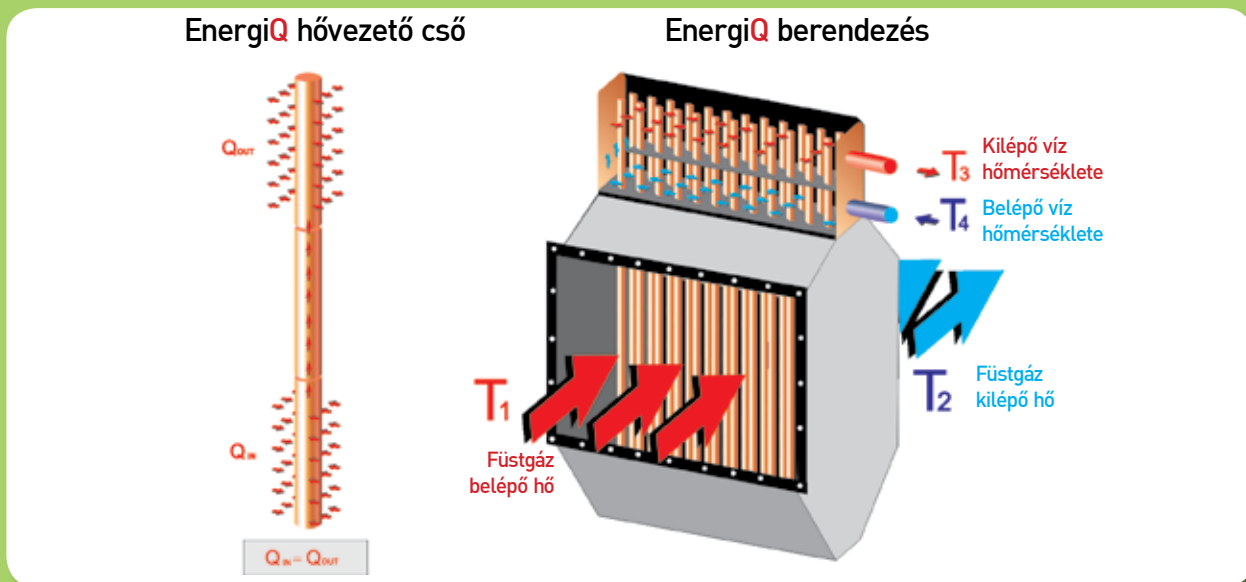 EnergiQ hővezető cső
EnergiQ berendezés
QOUT
QIN
QIN = QOUT
T3
Kilépő víz
hőmérséklete
T4
Belépő víz
hőmérséklete
T1
Füstgáz
belépő hő
T2
Füstgáz
kilépő hő